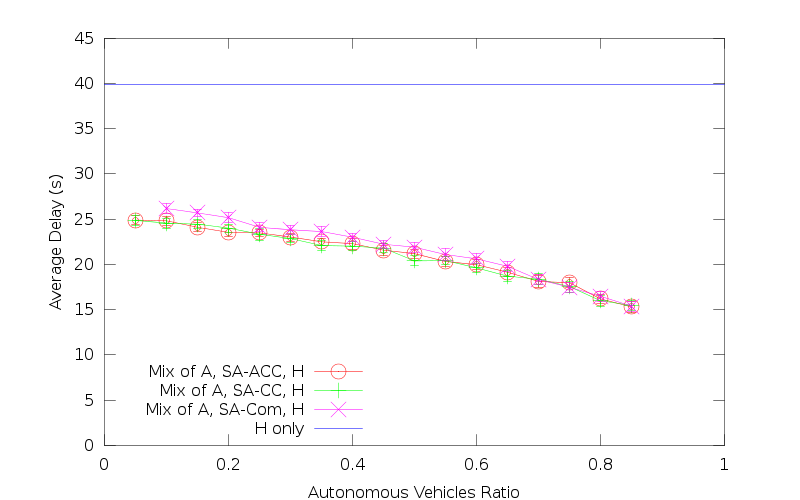 45
40
35
30
25
20
15
10
5
0
Average Delay (s)
Mix of A, SA-ACC, H
Mix of A, SA-CC, H
Mix of A, SA-Com, H
H only
0 0.2 0.4 0.6 0.8 1
Autonomous Vehicles Ratio